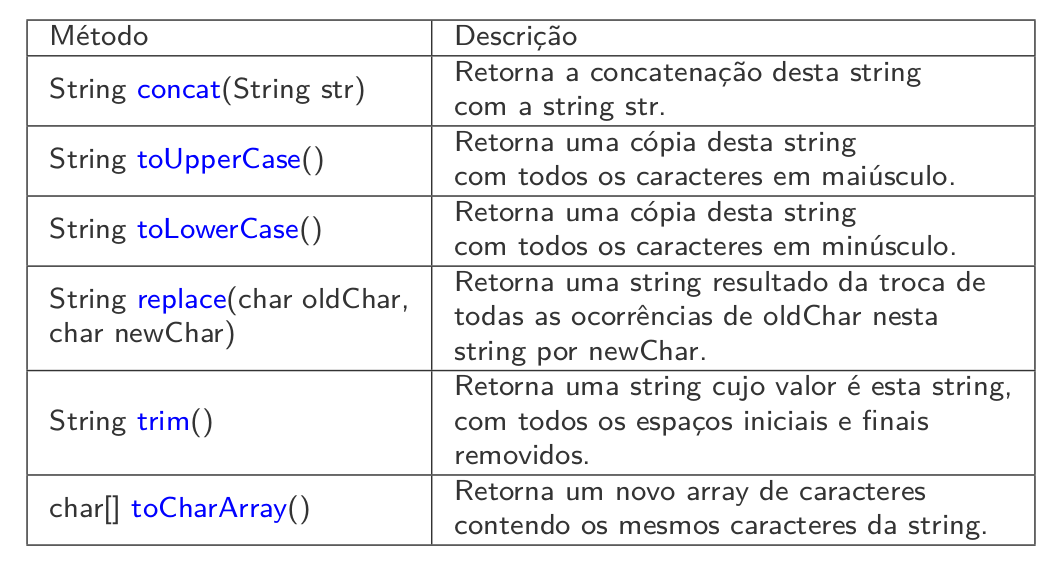 Método
Descrição
String concat(String str)
Retorna a concatenação desta string
com a string str.
String toUpperCase()
Retorna uma cópia desta string
com todos os caracteres em maiúsculo.
String toLowerCase()
Retorna uma cópia desta string
com todos os caracteres em minúsculo.
String replace(char oldChar,
char newChar)
Retorna uma string resultado da troca de
todas as ocorrências de oldChar nesta
string por newChar.
String trim()
Retorna uma string cujo valor é esta string,
com todos os espaços iniciais e finais
removidos.
char[] toCharArray()
Retorna um novo array de caracteres
contendo os mesmos caracteres da string.